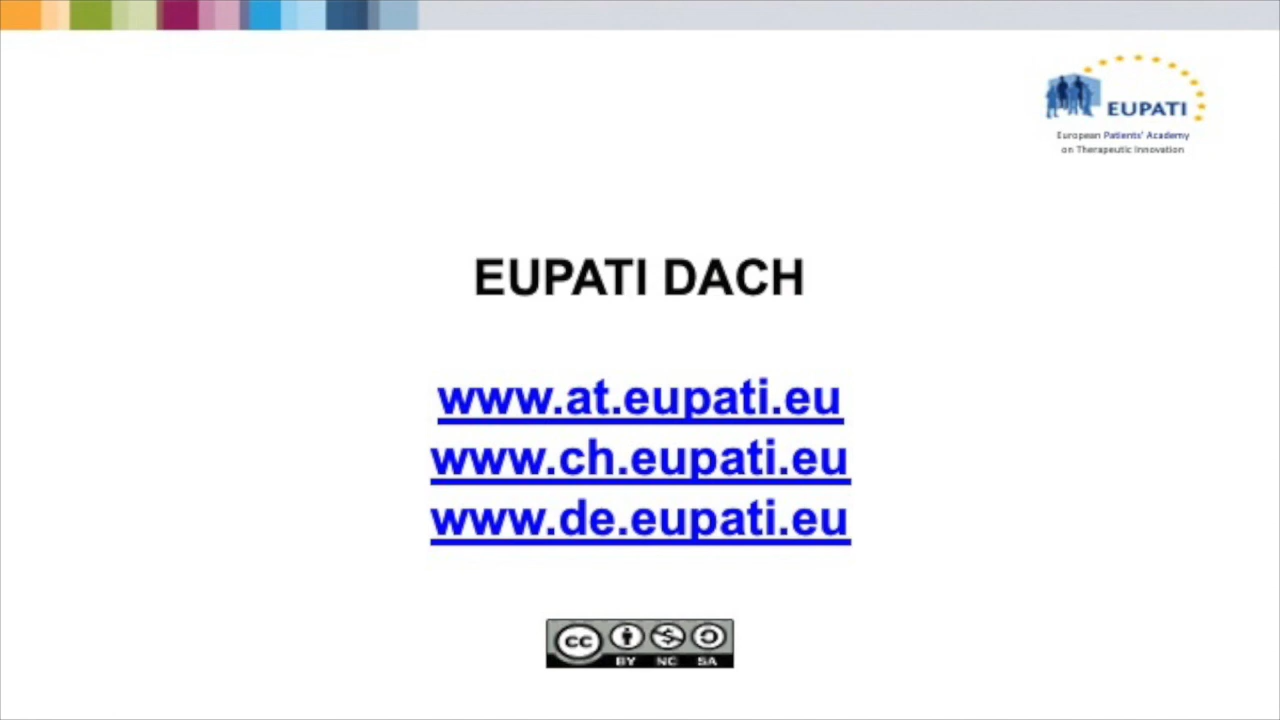 EUPATI
European Patients' Academy
on Therapeutic Innovation
EUPATI DACH
www.at.eupati.eu
www.ch.eupati.eu
www.de.eupati.eu
CC
BY NC SA